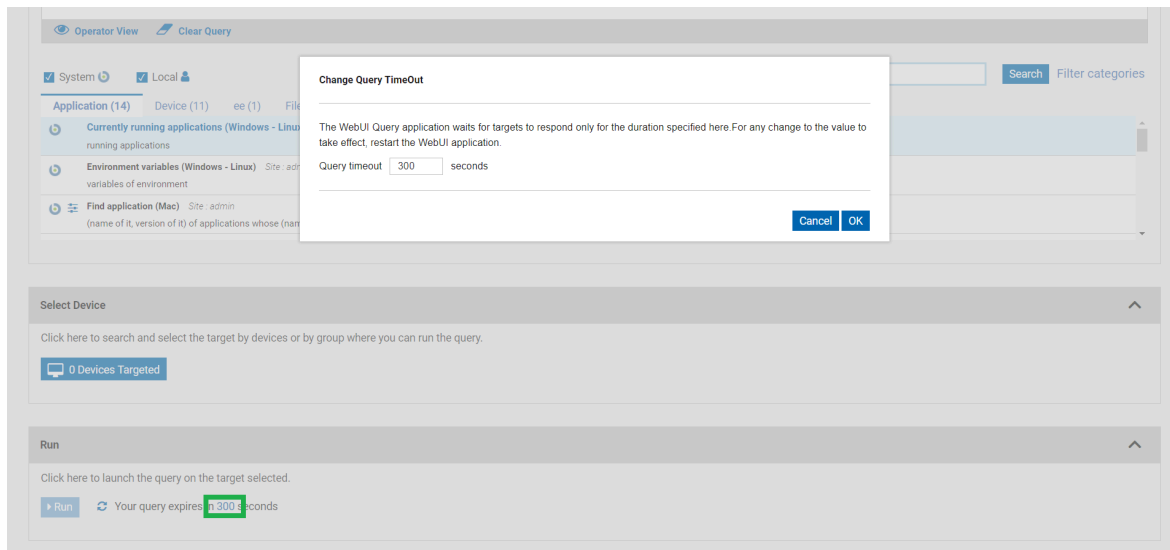 Operator View Clear Query
System Local
Search Filter categories
Application (14) Device (11) ee (1) File
Currently running applications (Windows - Linux
running applications
Environment variables (Windows - Linux) Site : adm
variables of environment
Find application (Mac) Site : admin
(name of it, version of it) of applications whose (nam
Change Query TimeOut
The WebUI Query application waits for targets to respond only for the duration specified here.For any change to the value to
take effect, restart the WebUI application.
Query timeout 300 seconds
Cancel OK
Select Device
Click here to search and select the target by devices or by group where you can run the query.
0 Devices Targeted
Run
Click here to launch the query on the target selected.
Run Your query expires in 300 seconds